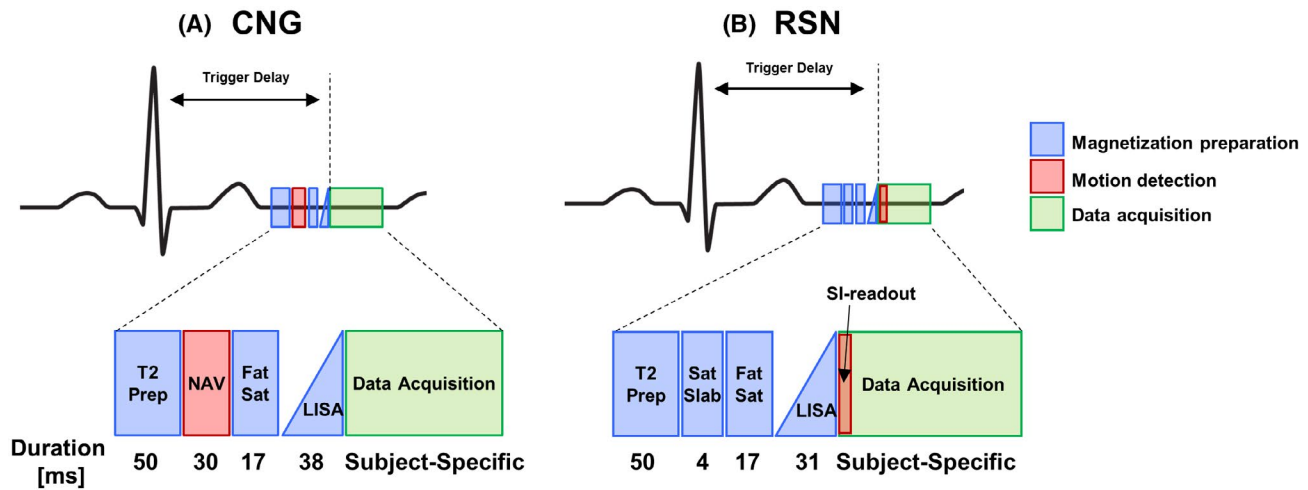 (A) CNG
Trigger Delay
T2
Prep
NAV
Fat
Sat
LISA
Data Acquisition
Duration
[ms]
50
30
17
38
Subject-Specific
(B) RSN
Trigger Delay
SI-readout
T2
Prep
Sat
Slab
Fat
Sat
LISA
Data Acquisition
50
4
17
31
Subject-Specific
Magnetization preparation
Motion detection
Data acquisition